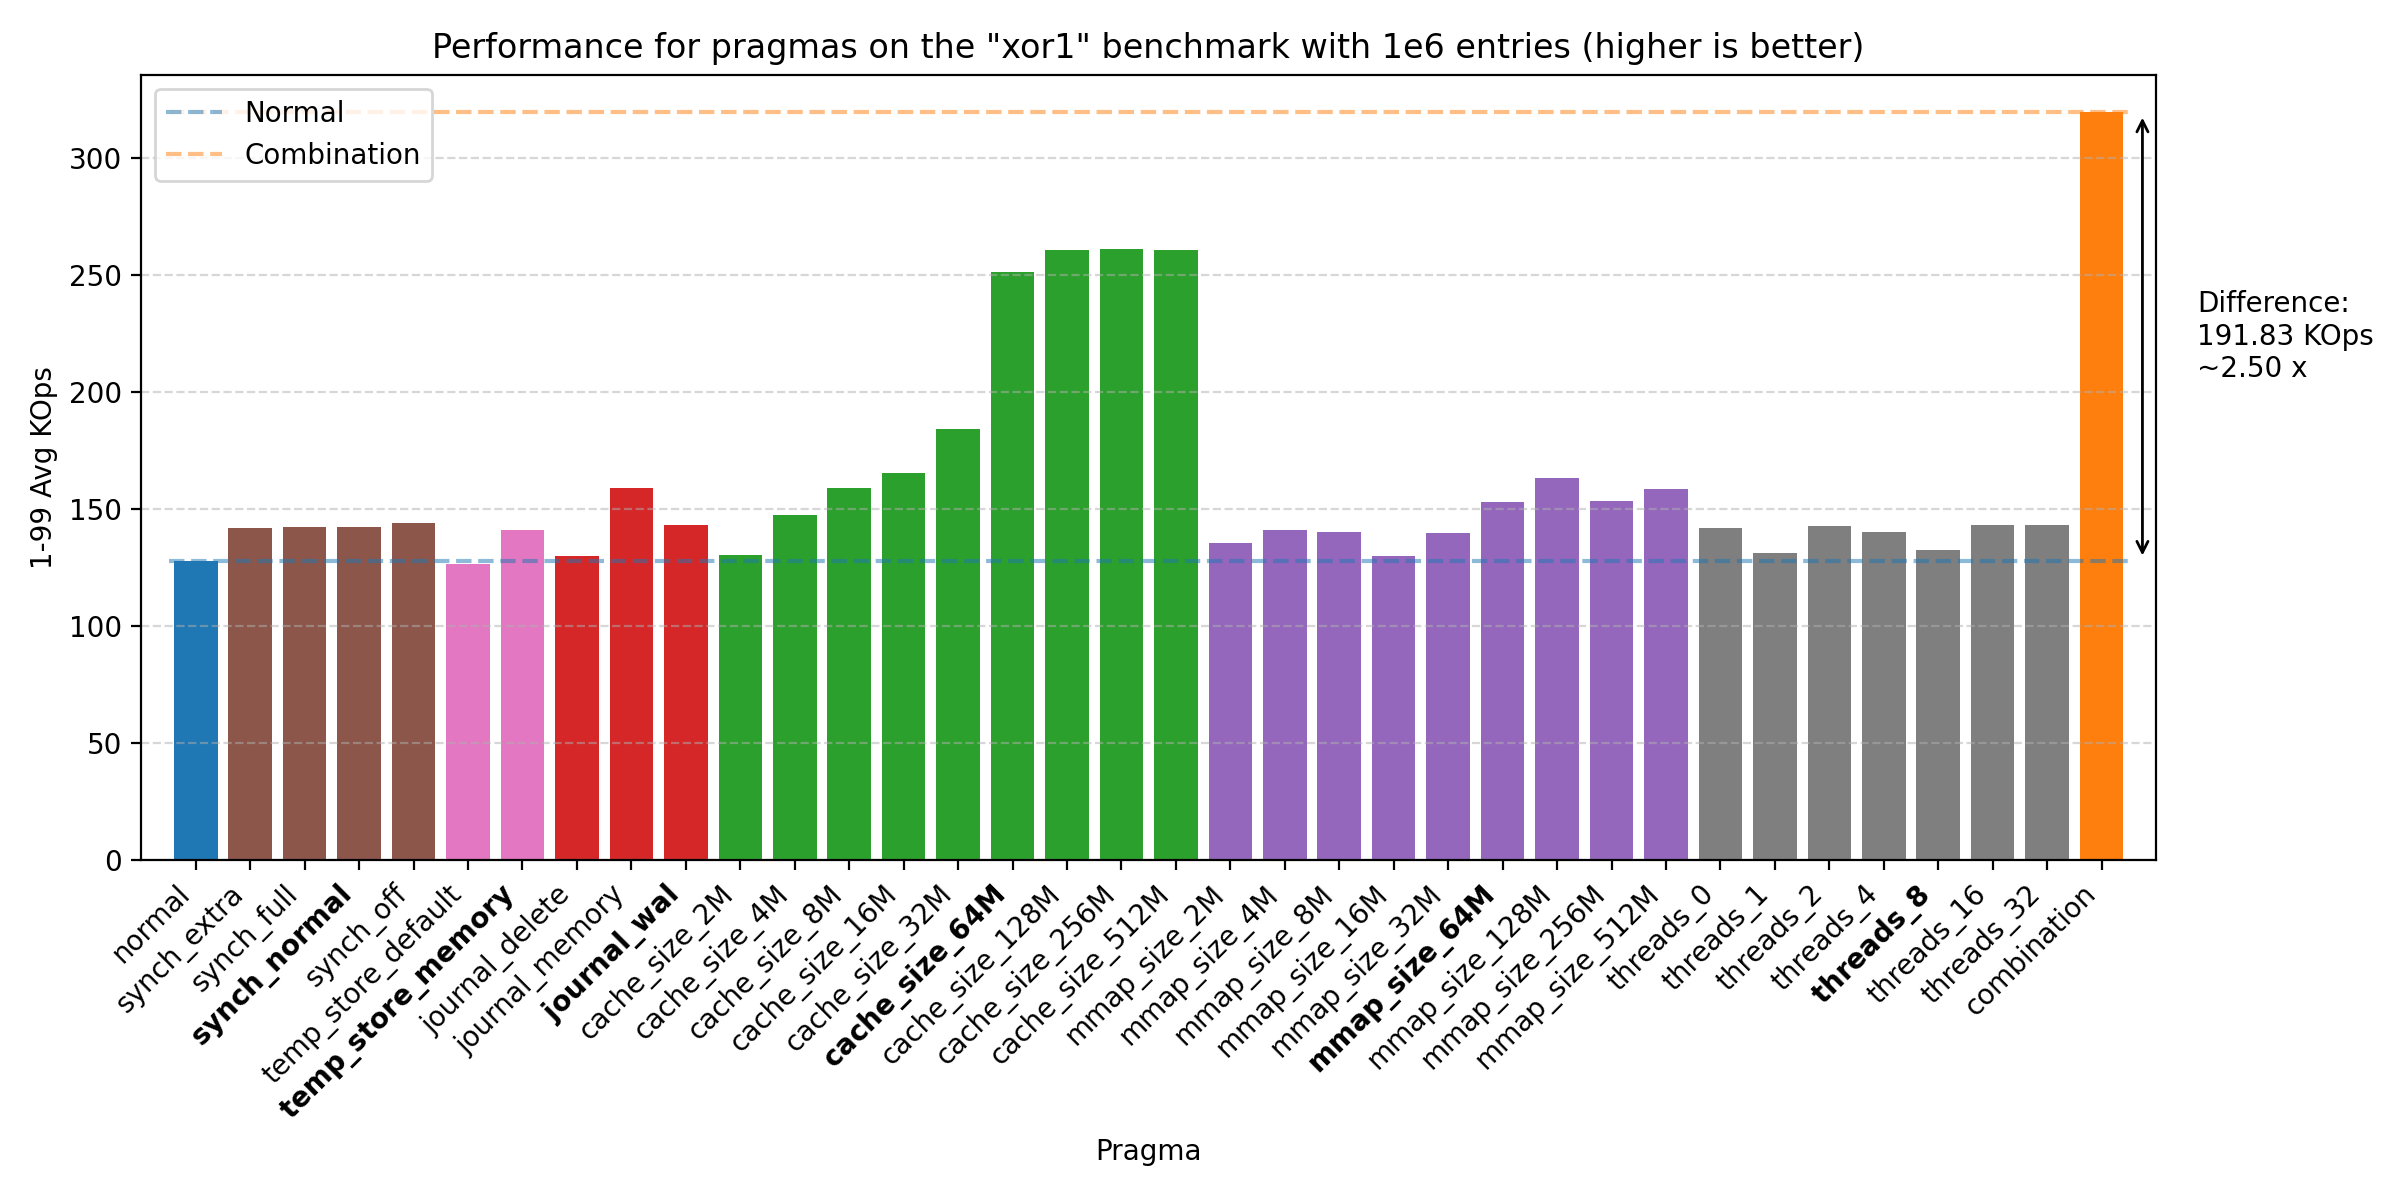 Performance for pragmas on the "xor1" benchmark with 1e6 entries (higher is better)
Normal
Combination
1-99 Avg KOps
300
250
200
150
100
50
0
Difference:
191.83 KOps
~2.50 x
normal
synch_extra
synch_full
synch_normal
synch_off
temp_store_default
temp_store_memory
journal_delete
journal_memory
journal_wal
cache_size_2M
cache_size_4M
cache_size_8M
cache_size_16M
cache_size_32M
cache_size_64M
cache_size_128M
cache_size_256M
cache_size_512M
mmap_size_2M
mmap_size_4M
mmap_size_8M
mmap_size_16M
mmap_size_32M
mmap_size_64M
mmap_size_128M
mmap_size_256M
mmap_size_512M
threads_0
threads_1
threads_2
threads_4
threads_8
threads_16
threads_32
combination
Pragma